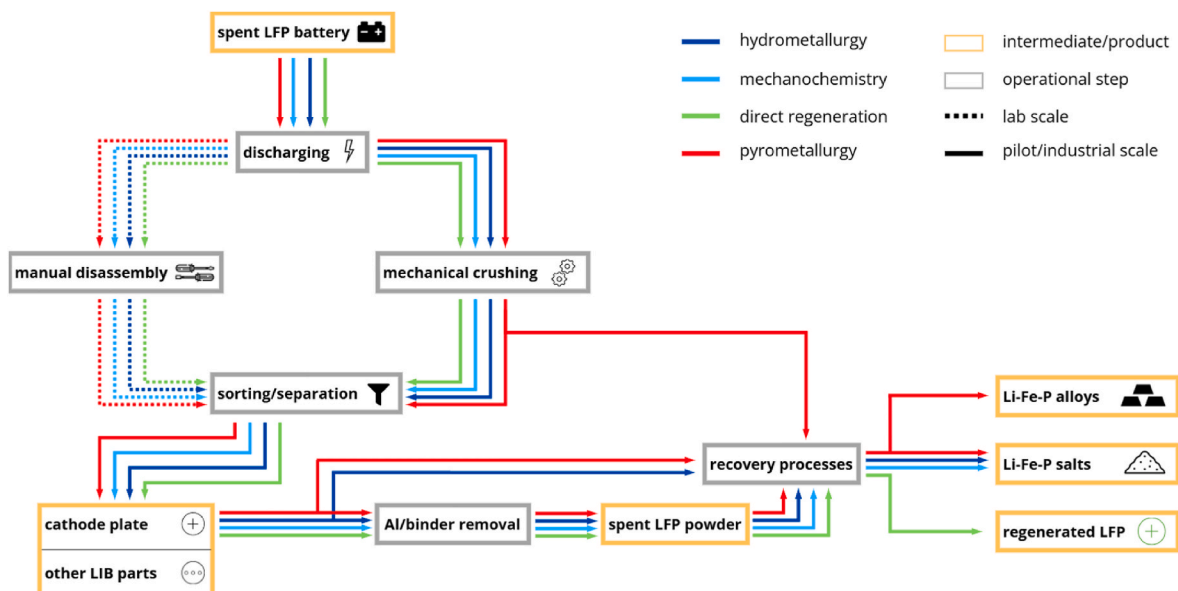 spent LFP battery
hydrometallurgy
intermediate/product
mechanochemistry
operational step
direct regeneration
lab scale
discharging
pyrometallurgy
pilot/industrial scale
manual disassembly
mechanical crushing
sorting/separation
Li-Fe-P alloys
recovery processes
Li-Fe-P salts
cathode plate
Al/binder removal
spent LFP powder
regenerated LFP
other LIB parts